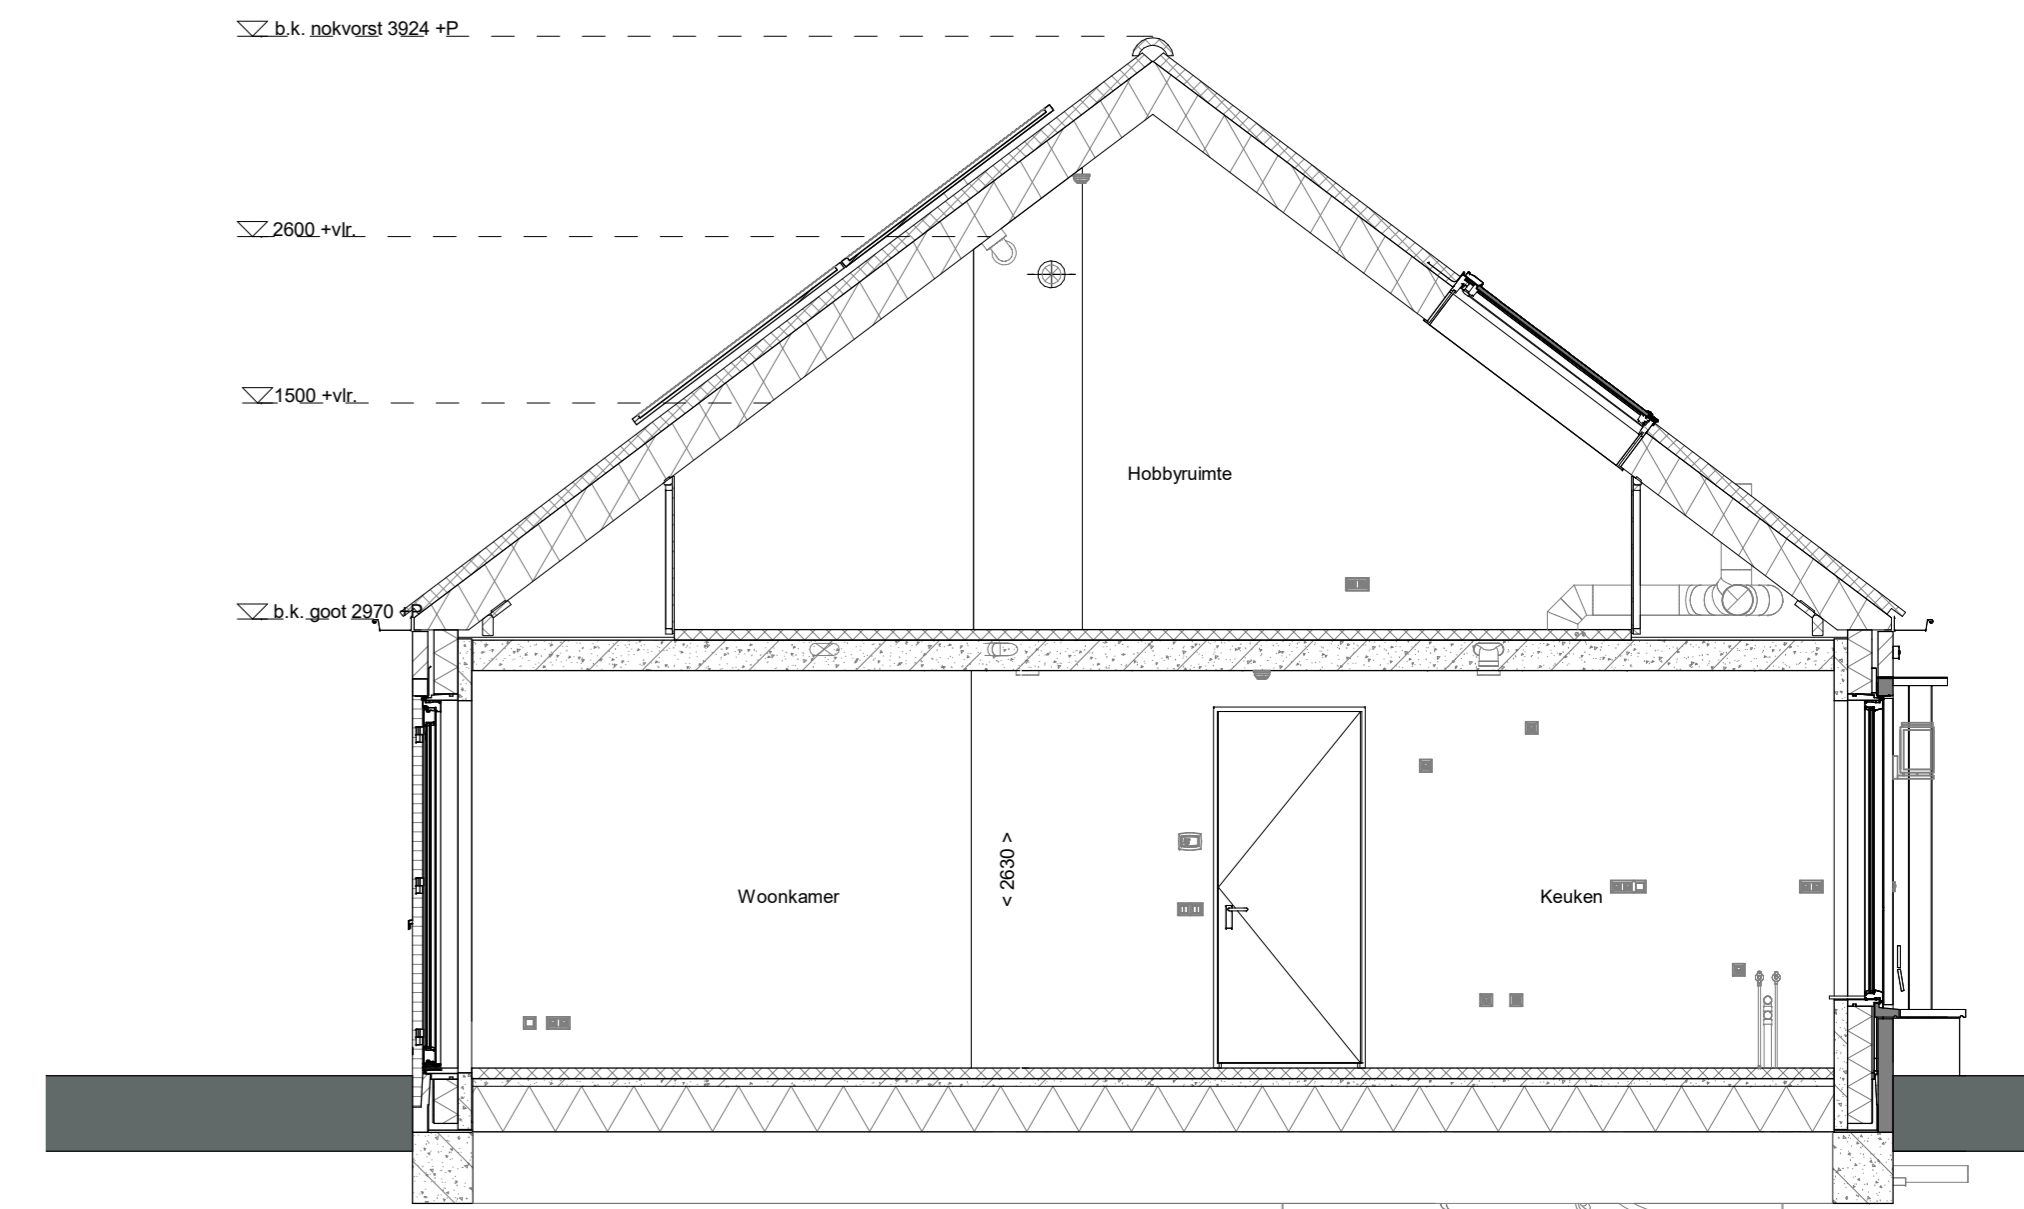 b.k. nokvorst 3924 +P
2600 +vlr.
1500 +vlr.
Hobbyruimte
b.k. goot 2970 +P
< 2630 >
Woonkamer
Keuken